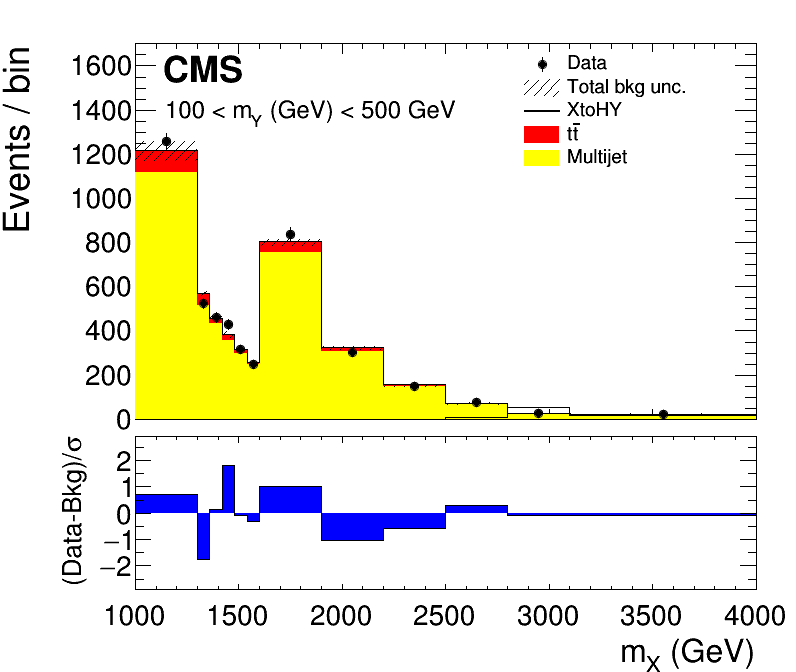 Events / bin
1600
1400
1200
1000
800
600
400
200
0
CMS
100 < m_Y (GeV) < 500 GeV
Data
Total bkg unc.
XtoHY
tt̄
Multijet
(Data-Bkg)/σ
2
1
0
−1
−2
1000 1500 2000 2500 3000 3500 4000
m_X (GeV)